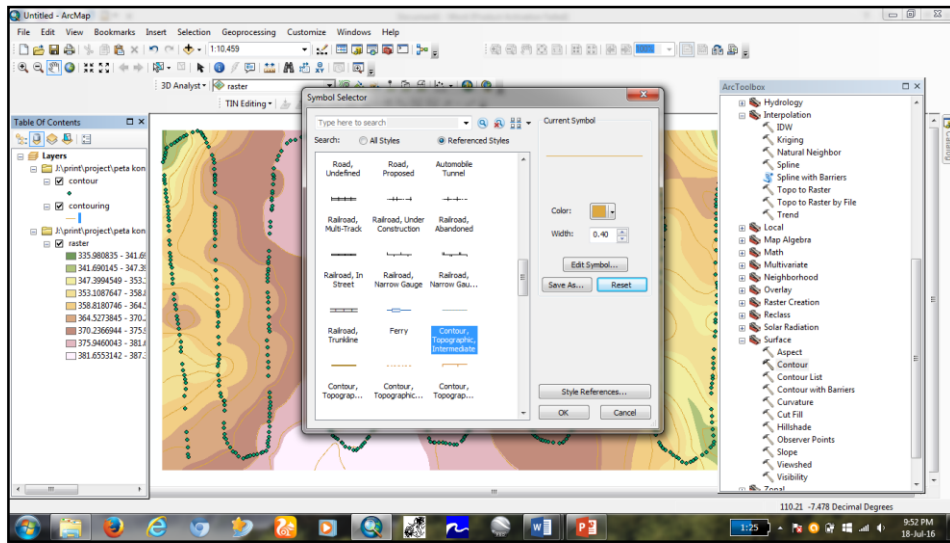 Untitled - ArcMap
File Edit View Bookmarks Insert Selection Geoprocessing Customize Windows Help
1:10,459
3D Analyst raster
TIN Editing
Table Of Contents
Layers
J:\print\project\peta kon
contour
contouring
J:\print\project\peta kon
raster
335.980835 - 341.6
341.690145 - 347.3
347.3994549 - 353.
353.1087647 - 358.
358.8180746 - 364.
364.5273845 - 370.
370.2366944 - 375.
375.9460043 - 381.
381.6553142 - 387.
Symbol Selector
Type here to search
Search: All Styles Referenced Styles
Road, Undefined
Road, Proposed
Automobile Tunnel
Railroad, Multi-Track
Railroad, Under Construction
Railroad, Abandoned
Railroad, In Street
Railroad, Narrow Gauge
Railroad, Narrow Gau...
Railroad, Trunkline
Ferry
Contour, Topographic, Intermediate
Contour, Topograp...
Contour, Topographic...
Contour, Topograp...
Current Symbol
Color:
Width: 0.40
Edit Symbol...
Save As... Reset
Style References...
OK Cancel
ArcToolbox
Hydrology
Interpolation
IDW
Kriging
Natural Neighbor
Spline
Spline with Barriers
Topo to Raster
Topo to Raster by File
Trend
Local
Map Algebra
Math
Multivariate
Neighborhood
Overlay
Raster Creation
Reclass
Solar Radiation
Surface
Aspect
Contour
Contour List
Contour with Barriers
Curvature
Cut Fill
Hillshade
Observer Points
Slope
Viewshed
Visibility
Zonal
Catalog
110.21 -7.478 Decimal Degrees
1:25
9:52 PM
18-Jul-16